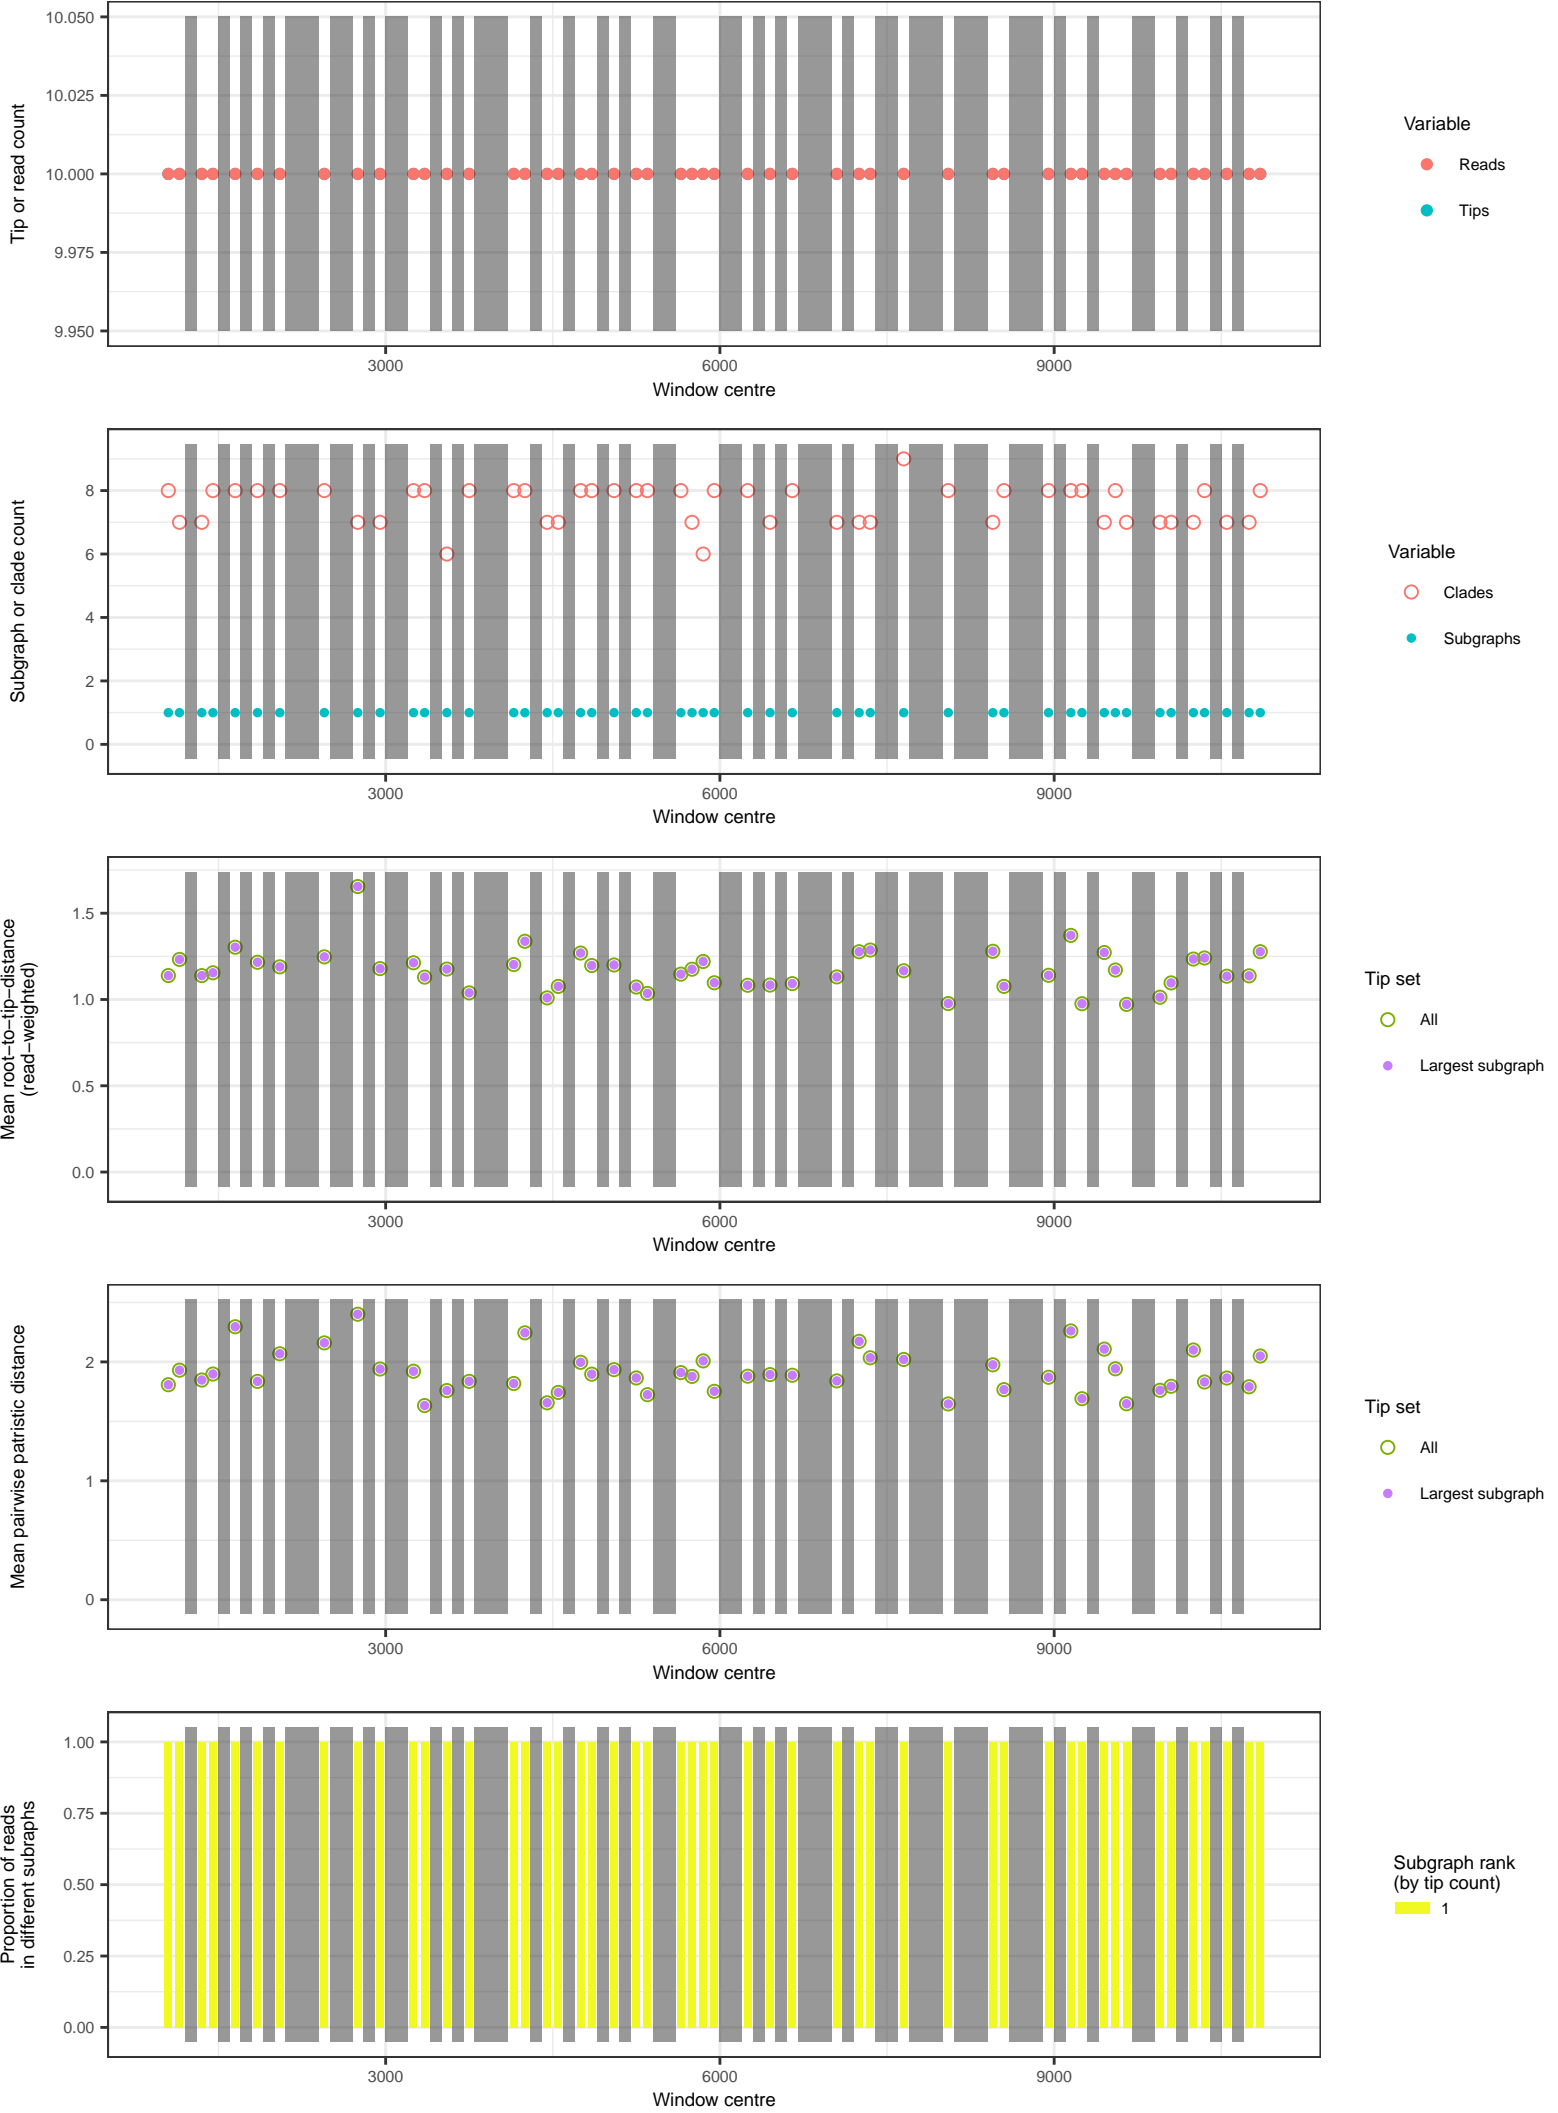 10.050
10.025
10.000
9.975
9.950
Tip or read count
3000
6000
9000
Window centre
Variable
Reads
Tips
8
6
4
2
0
Subgraph or clade count
3000
6000
9000
Window centre
Variable
Clades
Subgraphs
1.5
1.0
0.5
0.0
Mean root−to−tip−distance
(read−weighted)
3000
6000
9000
Window centre
Tip set
All
Largest subgraph
2
1
0
Mean pairwise patristic distance
3000
6000
9000
Window centre
Tip set
All
Largest subgraph
1.00
0.75
0.50
0.25
0.00
Proportion of reads
in different subraphs
3000
6000
9000
Window centre
Subgraph rank
(by tip count)
1